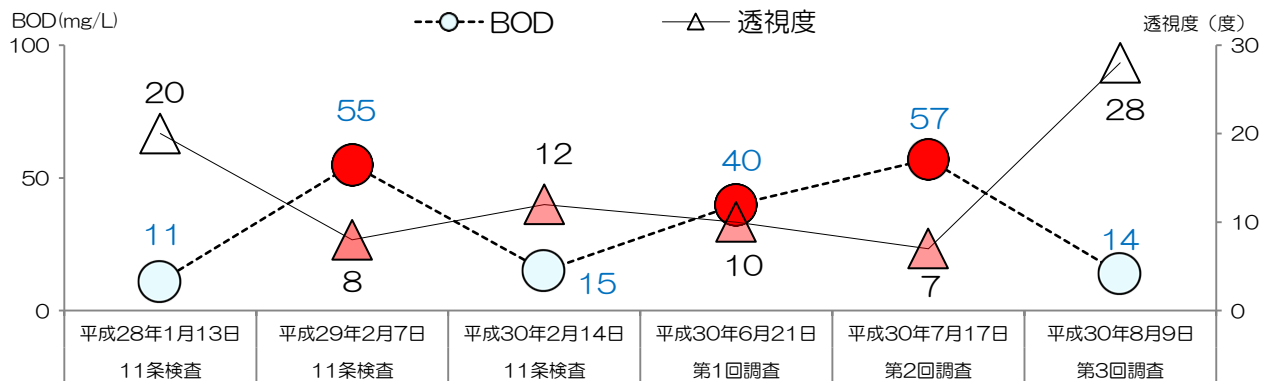 BOD(mg/L)
BOD
透視度
透視度（度）
100
50
0
30
20
10
0
20
55
12
40
57
28
11
8
15
10
7
14
平成28年1月13日
平成29年2月7日
平成30年2月14日
平成30年6月21日
平成30年7月17日
平成30年8月9日
11条検査
11条検査
11条検査
第1回調査
第2回調査
第3回調査